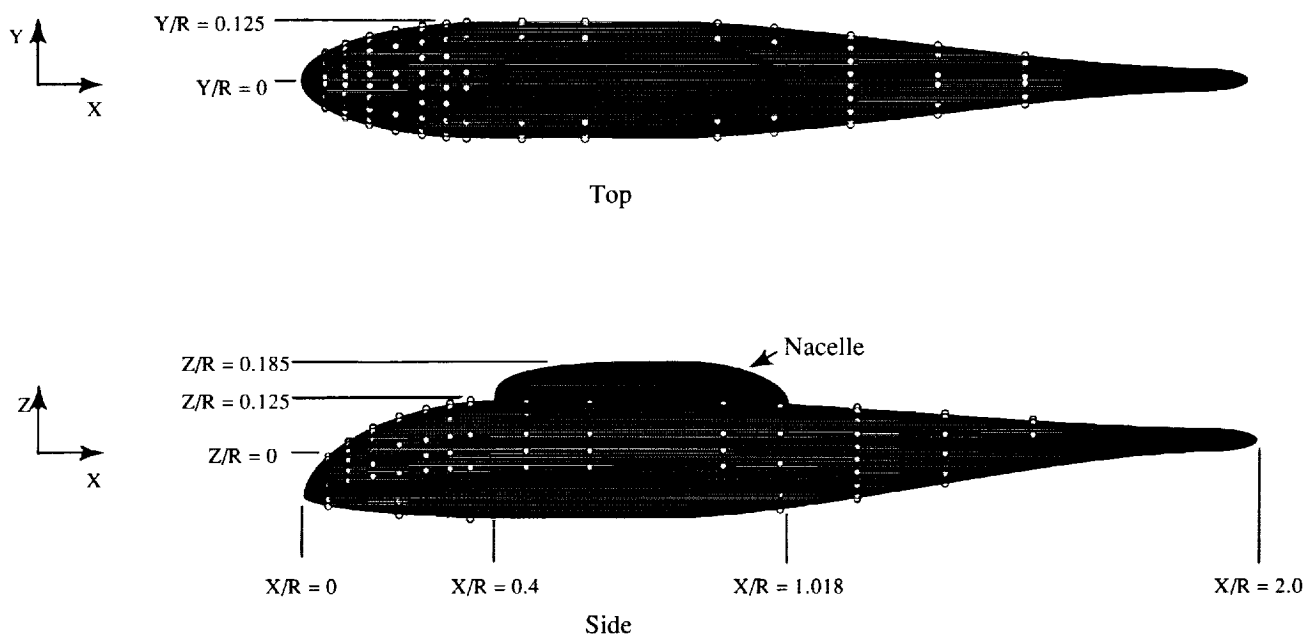 Y/R = 0.125
Y
Y/R = 0
X
Top
Nacelle
Z/R = 0.185
Z/R = 0.125
Z
Z/R = 0
X
X/R = 0
X/R = 0.4
X/R = 1.018
X/R = 2.0
Side